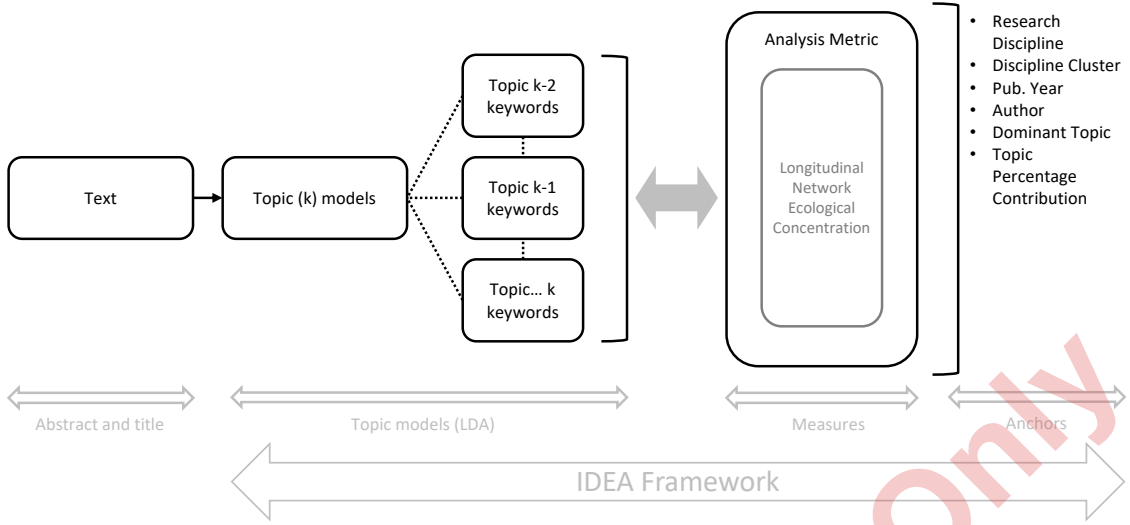 Text
Topic (k) models
Topic k-2
keywords
Topic k-1
keywords
Topic... k
keywords
Analysis Metric
Longitudinal
Network
Ecological
Concentration
• Research
Discipline
• Discipline Cluster
• Pub. Year
• Author
• Dominant Topic
• Topic
Percentage
Contribution
Abstract and title
Topic models (LDA)
Measures
Anchors
IDEA Framework
Only